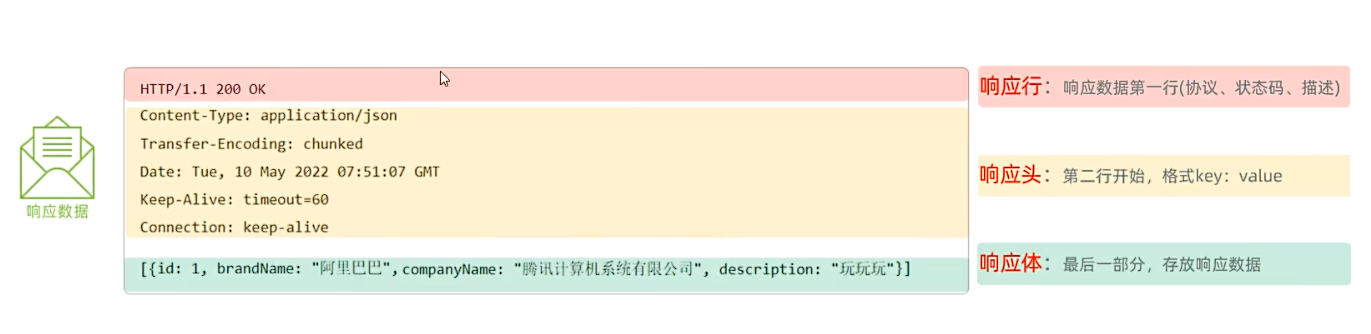 HTTP/1.1 200 OK
响应行：响应数据第一行(协议、状态码、描述)
Content-Type: application/json
Transfer-Encoding: chunked
Date: Tue, 10 May 2022 07:51:07 GMT
Keep-Alive: timeout=60
Connection: keep-alive
响应头：第二行开始，格式key：value
响应数据
[{id: 1, brandName: "阿里巴巴",companyName: "腾讯计算机系统有限公司", description: "玩玩玩"}]
响应体：最后一部分，存放响应数据